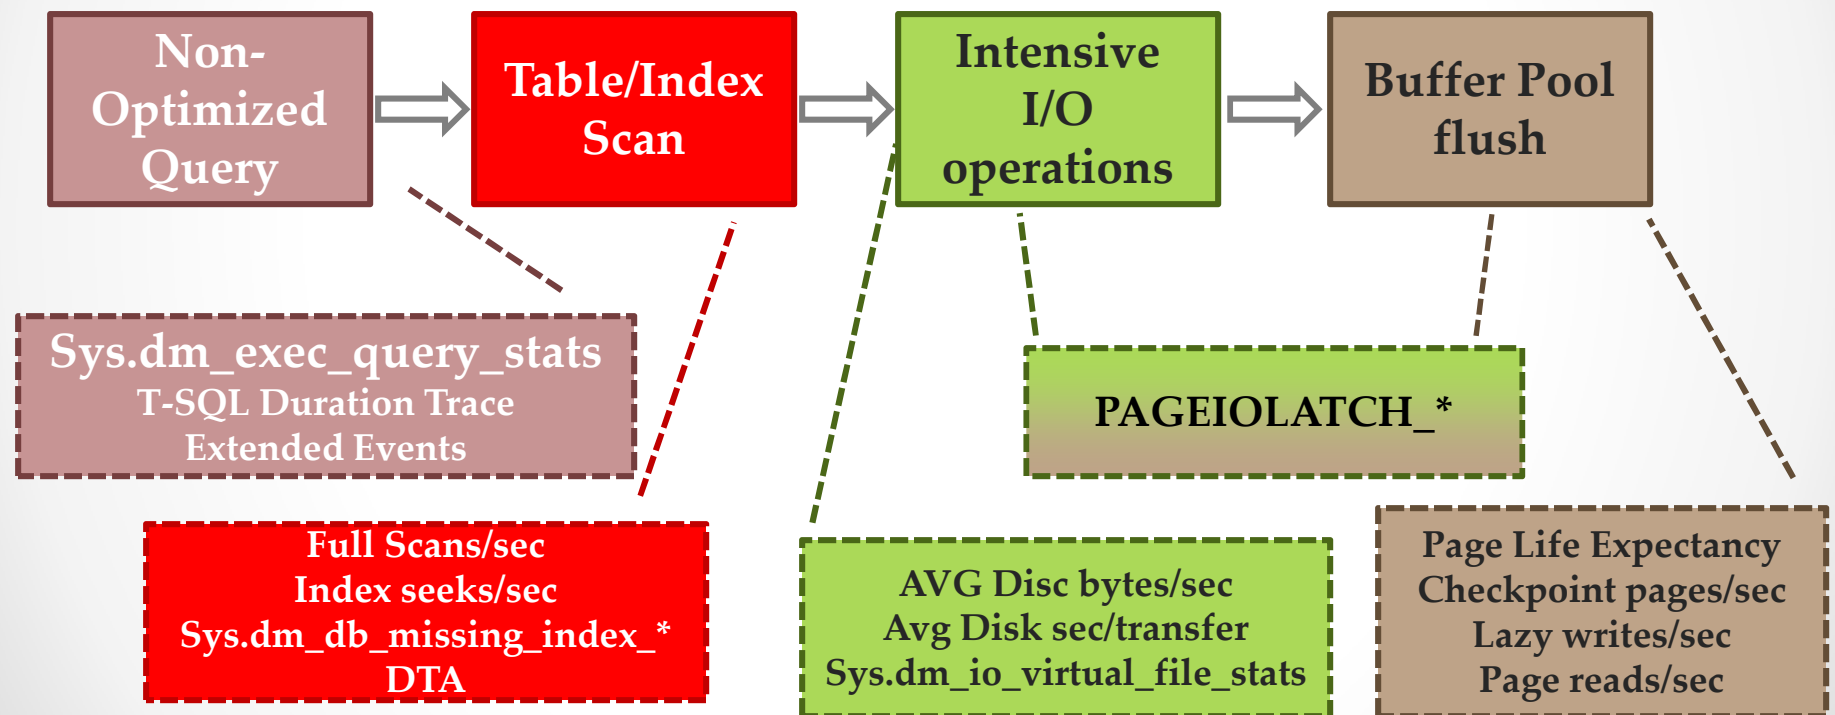 Non-
Optimized
Query
Table/Index
Scan
Intensive
I/O
operations
Buffer Pool
flush
Sys.dm_exec_query_stats
T-SQL Duration Trace
Extended Events
PAGEIOLATCH_*
Full Scans/sec
Index seeks/sec
Sys.dm_db_missing_index_*
DTA
AVG Disc bytes/sec
Avg Disk sec/transfer
Sys.dm_io_virtual_file_stats
Page Life Expectancy
Checkpoint pages/sec
Lazy writes/sec
Page reads/sec